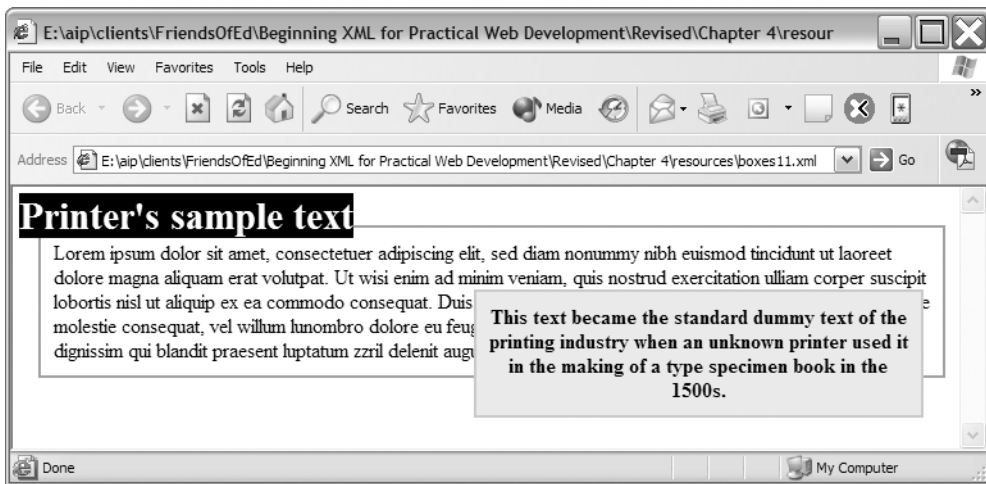 E:\aip\clients\FriendsOfEd\Beginning XML for Practical Web Development\Revised\Chapter 4\resour
File Edit View Favorites Tools Help
Back Search Favorites Media »
Address E:\aip\clients\FriendsOfEd\Beginning XML for Practical Web Development\Revised\Chapter 4\resources\boxes11.xml Go
Printer's sample text
Lorem ipsum dolor sit amet, consectetuer adipiscing elit, sed diam nonummy nibh euismod tincidunt ut laoreet
dolore magna aliquam erat volutpat. Ut wisi enim ad minim veniam, quis nostrud exercitation ulliam corper suscipit
lobortis nisl ut aliquip ex ea commodo consequat. Duis e
molestie consequat, vel willum lunombro dolore eu feug
dignissim qui blandit praesent luptatum zzril delenit augu
This text became the standard dummy text of the
printing industry when an unknown printer used it
in the making of a type specimen book in the
1500s.
Done My Computer